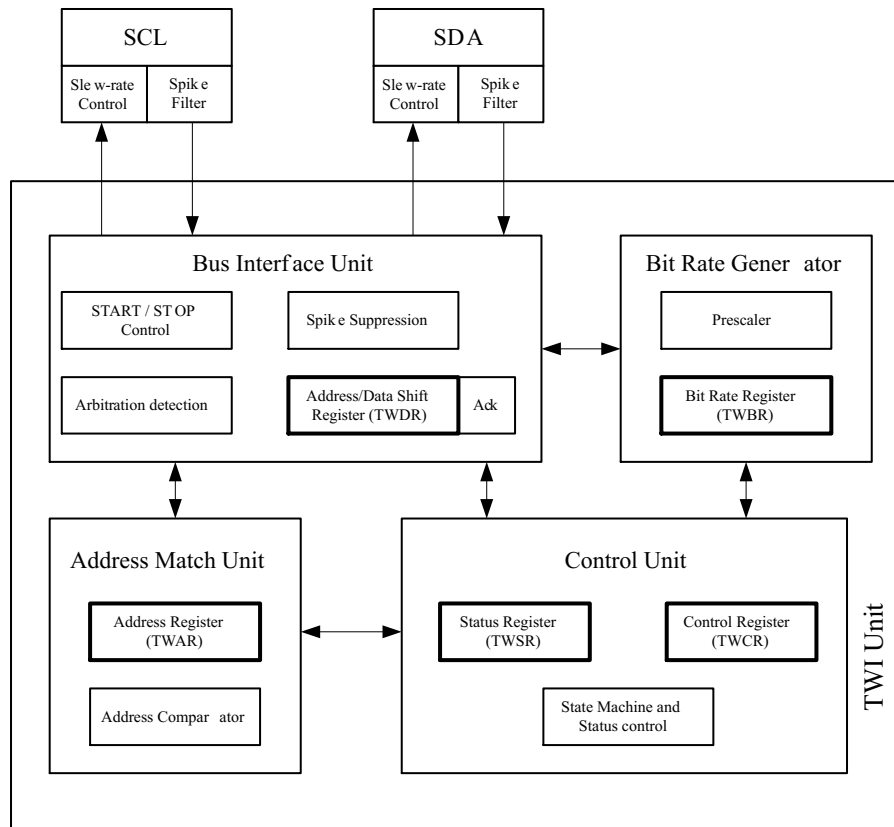 SCL
Slew-rate
Control
Spike
Filter
SDA
Slew-rate
Control
Spike
Filter
Bus Interface Unit
START / STOP
Control
Spike Suppression
Arbitration detection
Address/Data Shift
Register (TWDR)
Ack
Bit Rate Generator
Prescaler
Bit Rate Register
(TWBR)
Address Match Unit
Address Register
(TWAR)
Address Comparator
Control Unit
Status Register
(TWSR)
Control Register
(TWCR)
State Machine and
Status control
TWI Unit